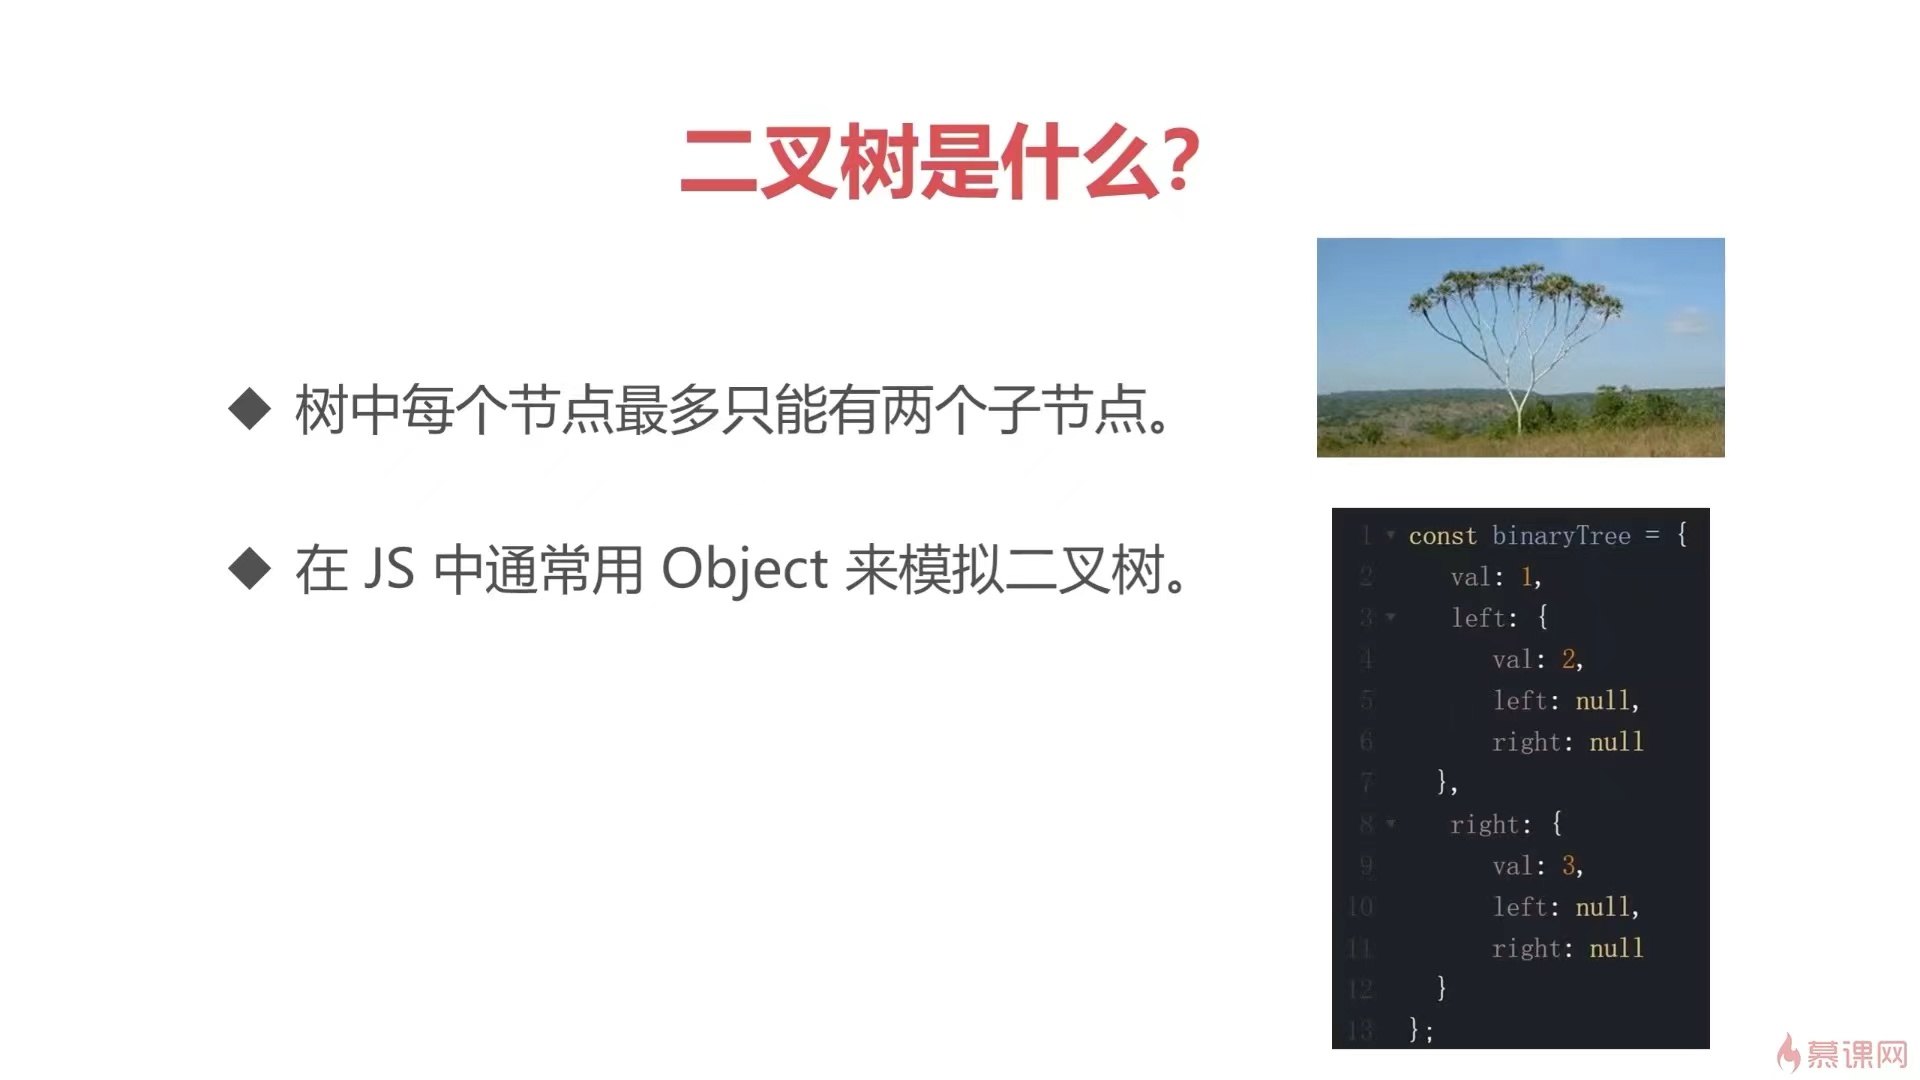 二叉树是什么?
◆ 树中每个节点最多只能有两个子节点。
◆ 在 JS 中通常用 Object 来模拟二叉树。
1 const binaryTree = {
2 val: 1,
3 left: {
4 val: 2,
5 left: null,
6 right: null
7 },
8 right: {
9 val: 3,
10 left: null,
11 right: null
12 }
13 };
慕课网